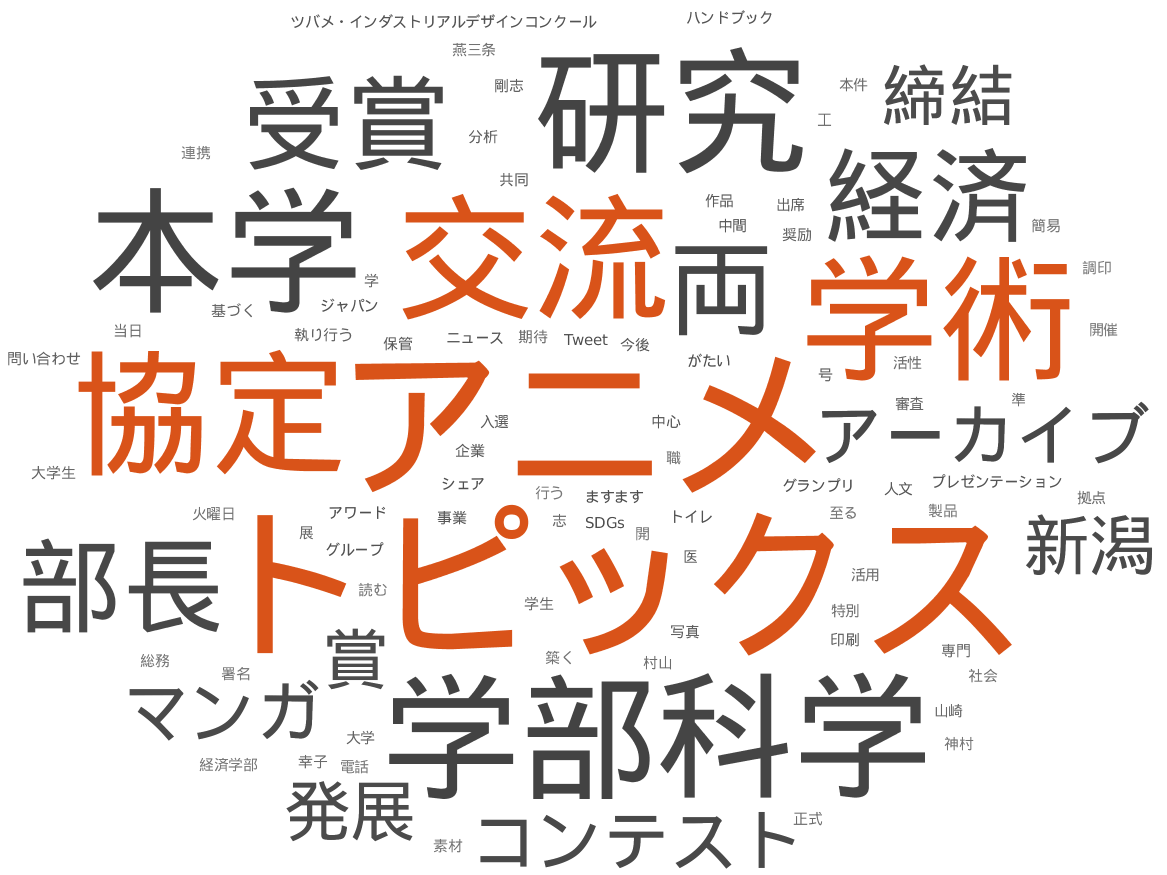 ツバメ・インダストリアルデザインコンクール
ハンドブック
燕三条
剛志
研究
本件
締結
受賞
工
分析
連携
共同
経済
本学
交流
作品
出席
中間
奨励
簡易
両
学術
学
調印
基づく
ジャパン
当日
執り行う
保管
ニュース
期待
Tweet
今後
開催
問い合わせ
がたい
活性
号
協定
アニメ
入選
中心
アーカイブ
審査
準
企業
職
大学生
シェア
行う
ますます
グランプリ
人文
プレゼンテーション
拠点
火曜日
アワード
事業
志
SDGs
トイレ
至る
製品
展
グループ
開
医
新潟
部長
トピックス
読む
学生
活用
特別
写真
印刷
総務
署名
賞
築く
村山
専門
社会
マンガ
学部科学
山崎
大学
神村
経済学部
幸子
電話
発展
素材
コンテスト
正式